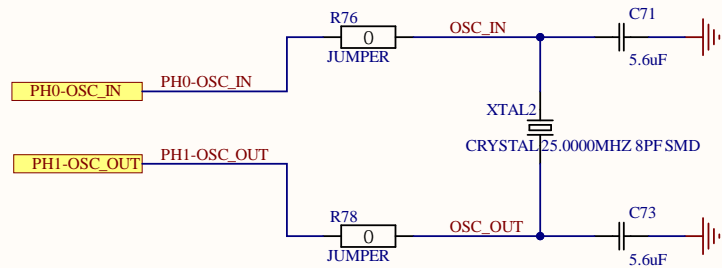 R76
0
JUMPER
OSC_IN
C71
5.6uF
PH0-OSC_IN
PH0-OSC_IN
XTAL2
CRYSTAL 25.0000MHZ 8PF SMD
PH1-OSC_OUT
PH1-OSC_OUT
R78
0
JUMPER
OSC_OUT
C73
5.6uF